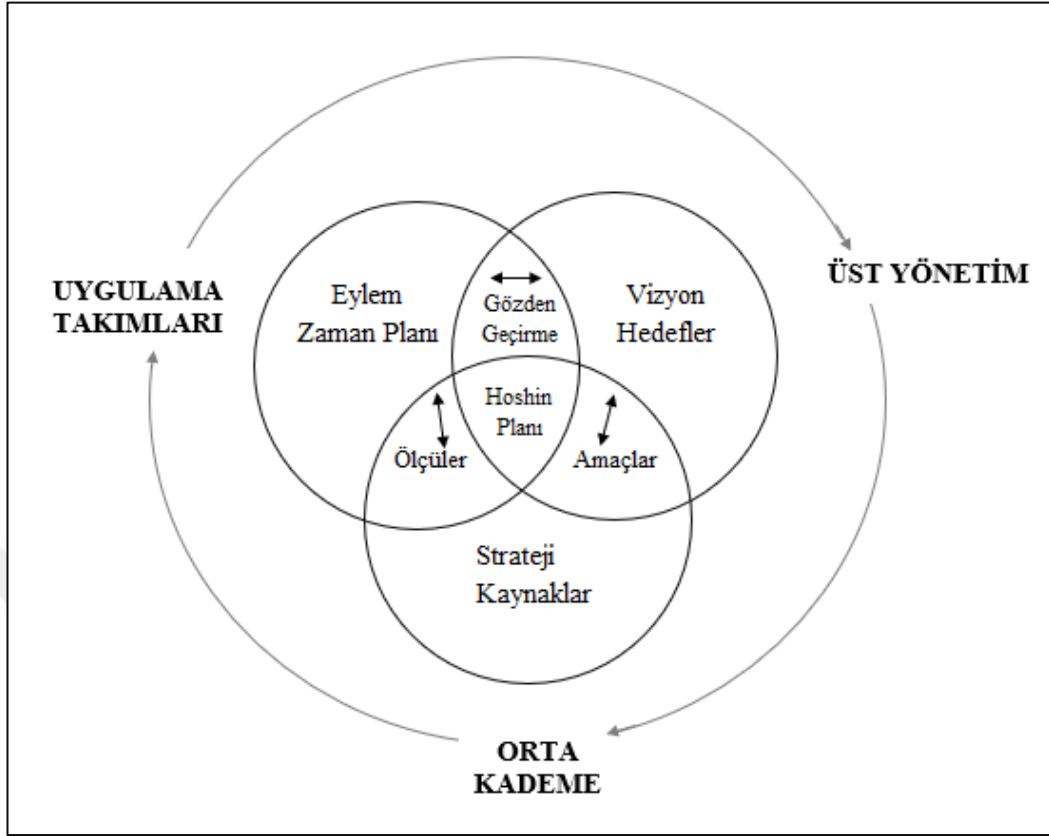 UYGULAMA
TAKIMLARI
ÜST YÖNETİM
Eylem
Zaman Planı
Gözden
Geçirme
Vizyon
Hedefler
Hoshin
Planı
Ölçüler
Amaçlar
Strateji
Kaynaklar
ORTA
KADEME